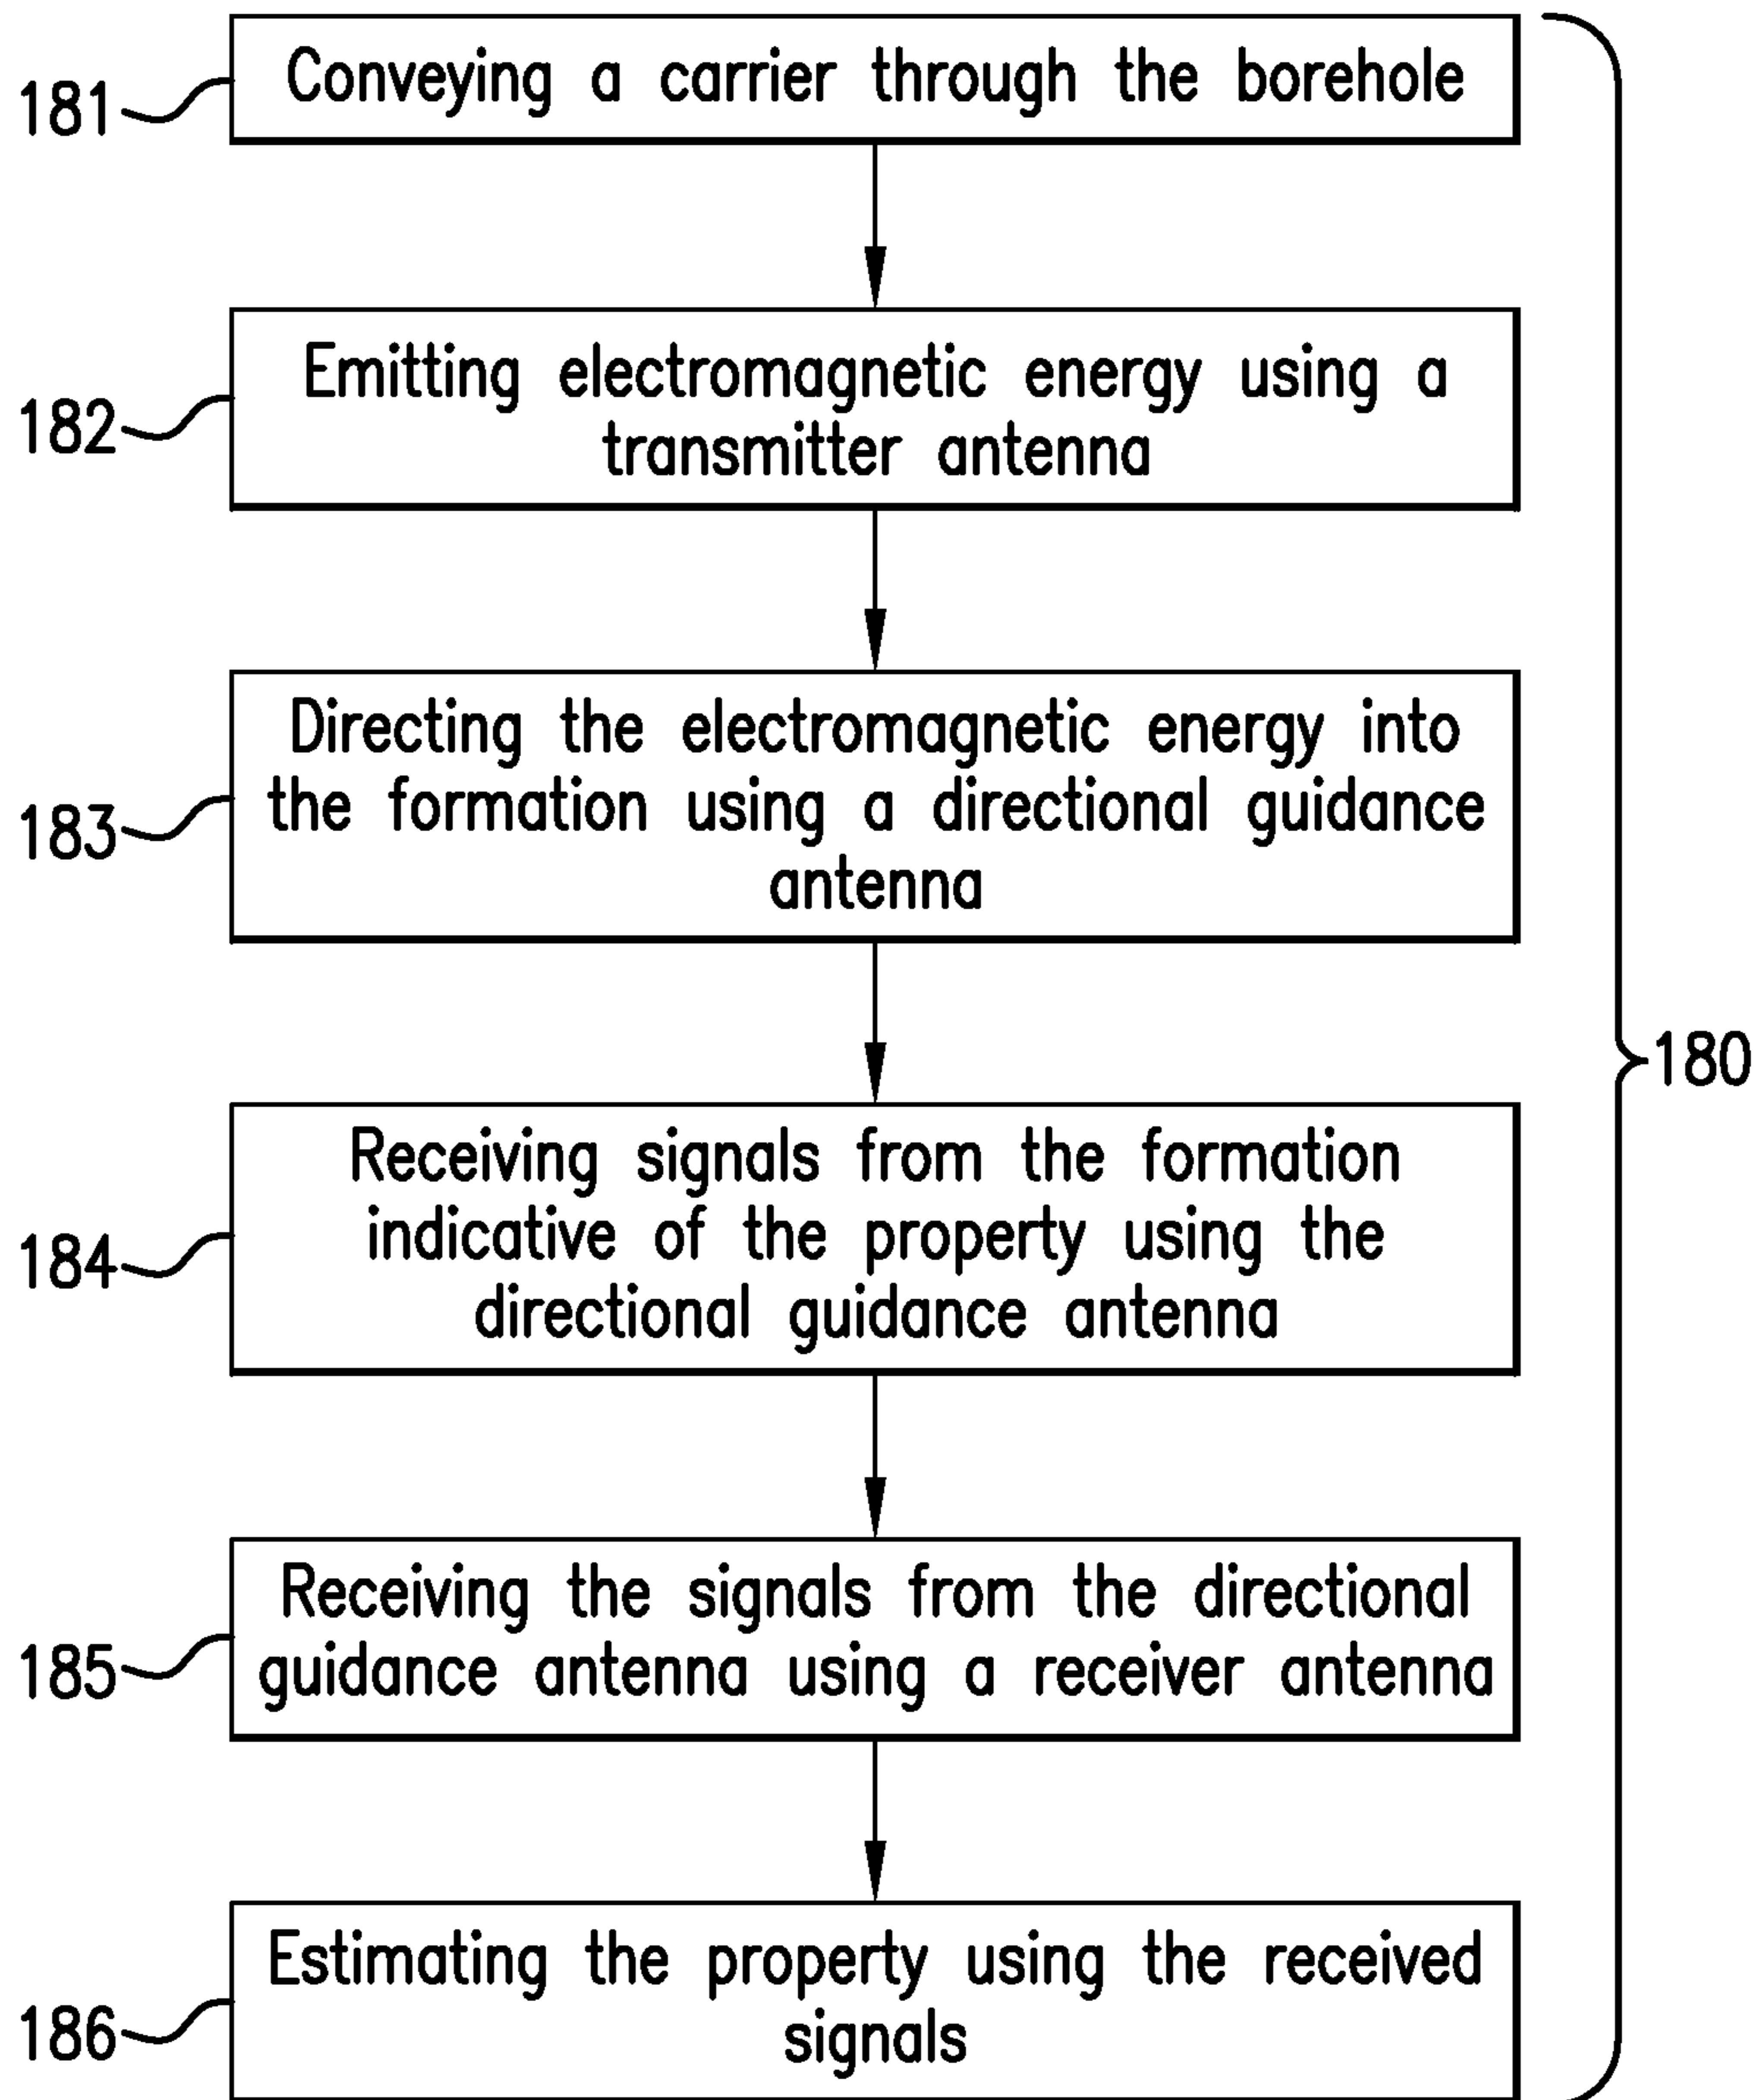 Conveying a carrier through the borehole
181
Emitting electromagnetic energy using a
transmitter antenna
182
Directing the electromagnetic energy into
the formation using a directional guidance
antenna
183
180
Receiving signals from the formation
indicative of the property using the
directional guidance antenna
184
Receiving the signals from the directional
guidance antenna using a receiver antenna
185
Estimating the property using the received
signals
186